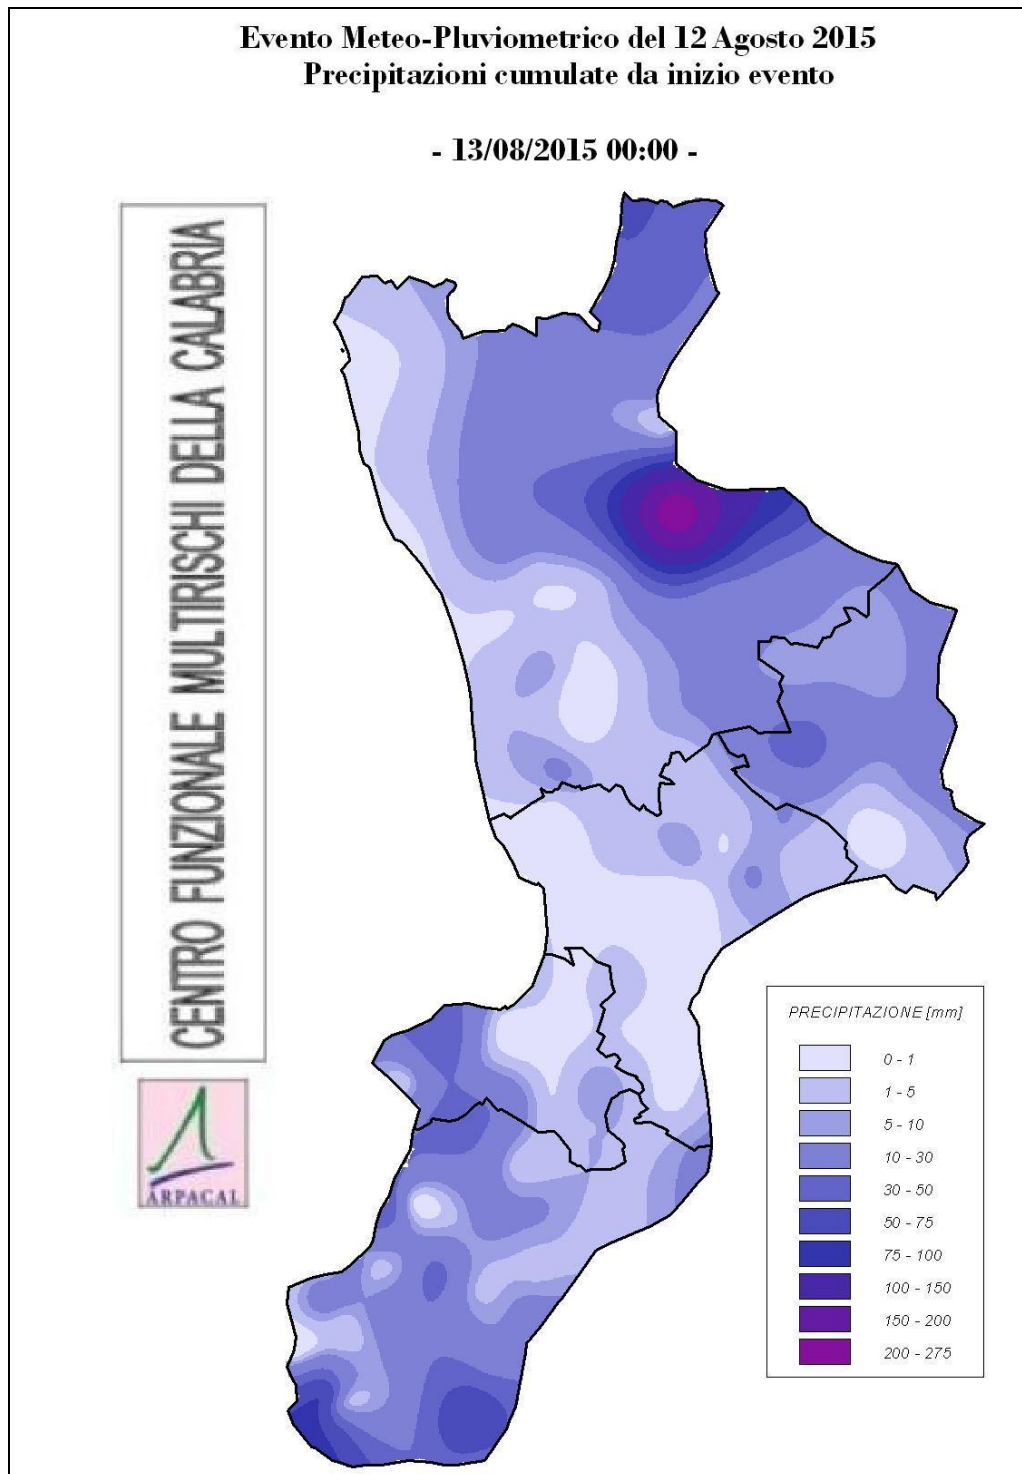 Evento Meteo-Pluviometrico del 12 Agosto 2015
Precipitazioni cumulate da inizio evento
- 13/08/2015 00:00 -
CENTRO FUNZIONALE MULTIRISCHI DELLA CALABRIA
ARPACAL
PRECIPITAZIONE [mm]
0 - 1
1 - 5
5 - 10
10 - 30
30 - 50
50 - 75
75 - 100
100 - 150
150 - 200
200 - 275